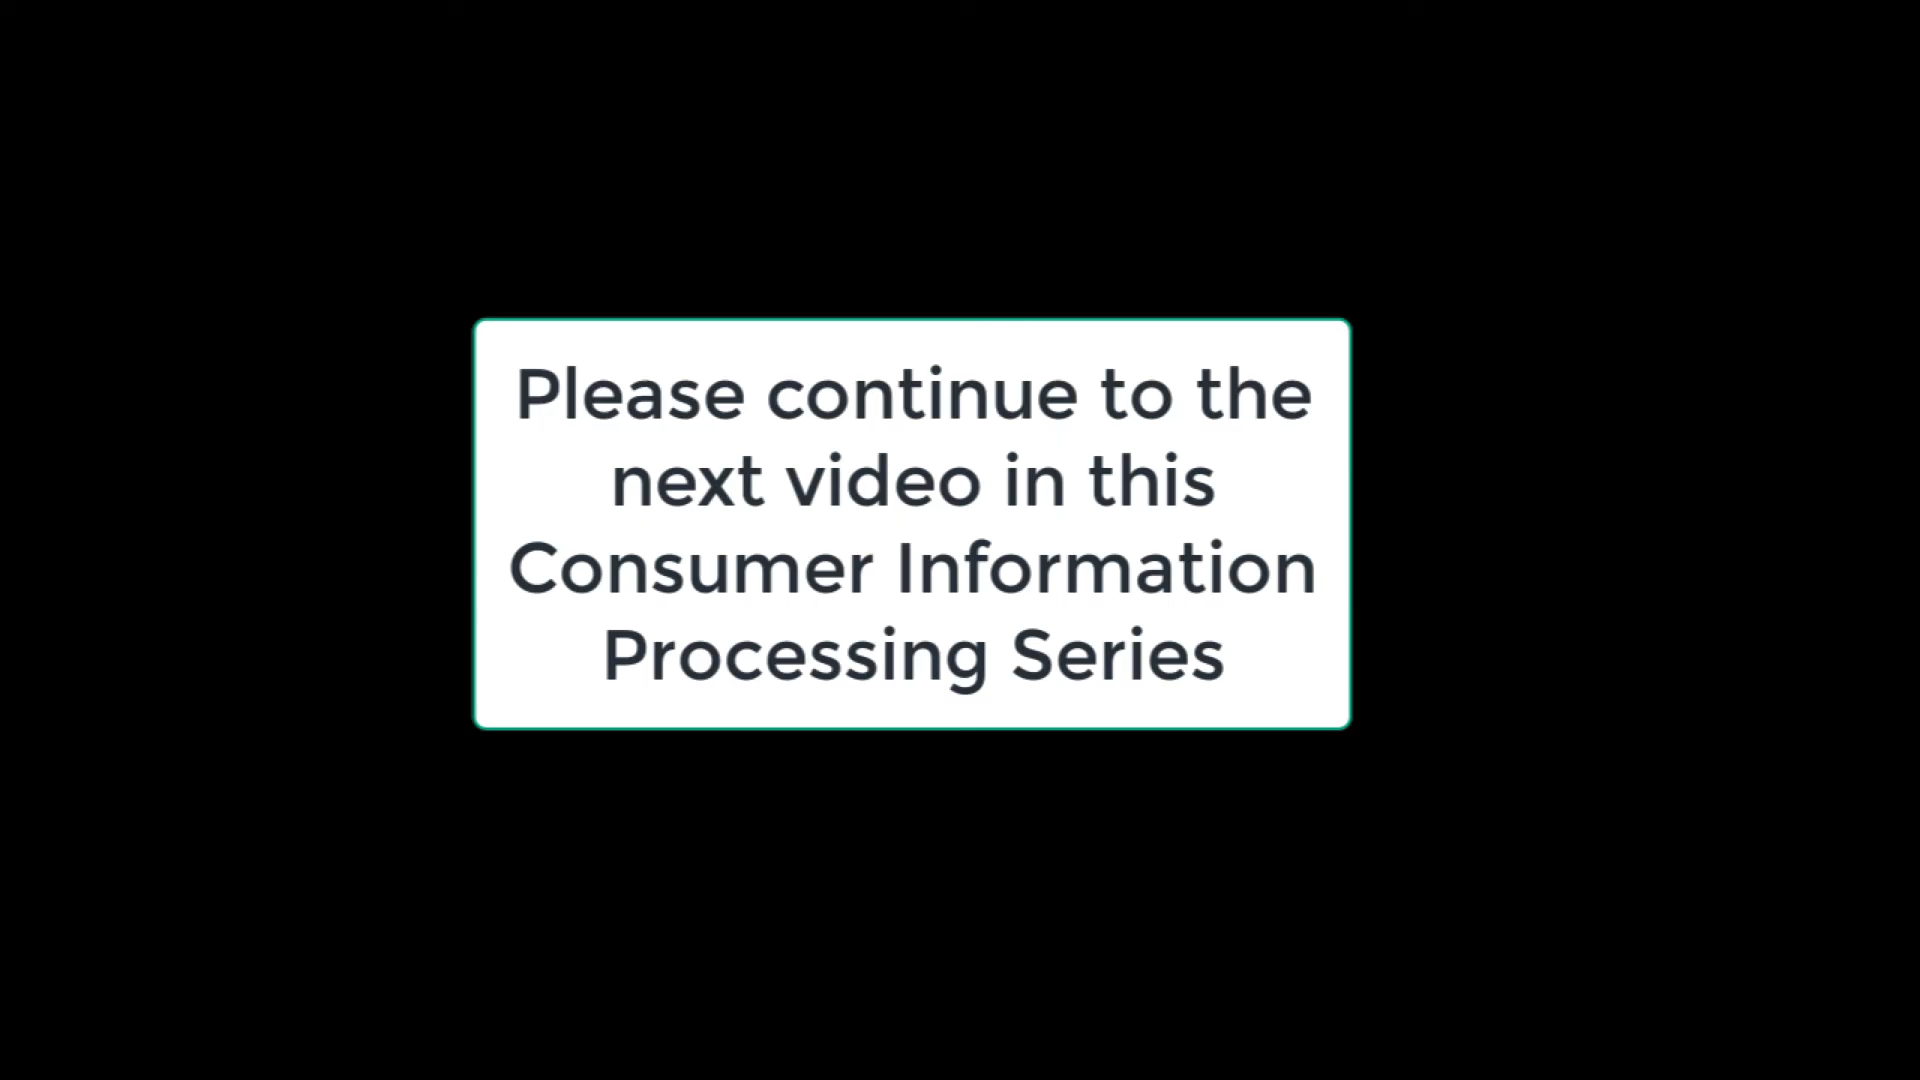 Please continue to the
next video in this
Consumer Information
Processing Series